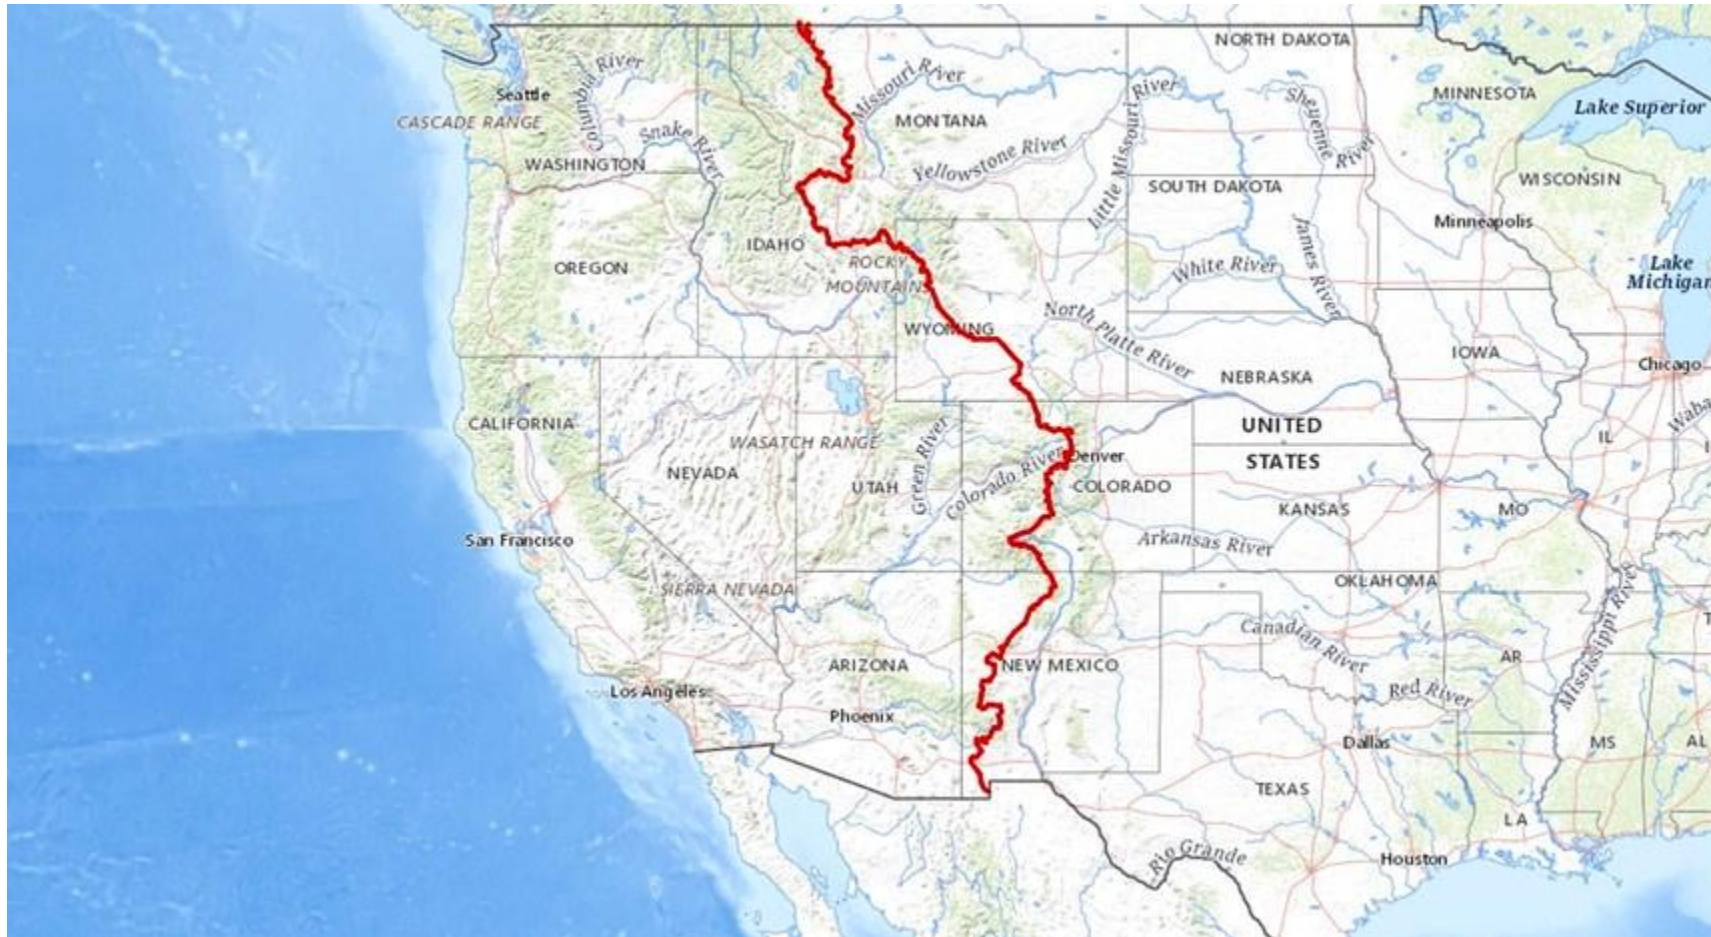 NORTH DAKOTA
Columbia River
Missouri River
River
Seattle
Sheyenne
River
MINNESOTA
Lake Superior
CASCADE RANGE
MONTANA
Snake River
WASHINGTON
Yellowstone River
Little Missouri
SOUTH DAKOTA
WISCONSIN
Minneapolis
IDAHO
James River
OREGON
ROCKY
MOUNTAINS
White River
Lake
Michigan
North Platte River
WYOMING
IOWA
Chicago
NEBRASKA
CALIFORNIA
UNITED
STATES
WASATCH RANGE
IL
Green River
Colorado River
Denver
NEVADA
UTAH
COLORADO
KANSAS
MO
San Francisco
Arkansas River
SIERRA NEVADA
OKLAHOMA
Mississippi River
Canadian River
ARIZONA
NEW MEXICO
AR
Los Angeles
Red River
Phoenix
Dallas
MS
AL
TEXAS
LA
Rio Grande
Houston